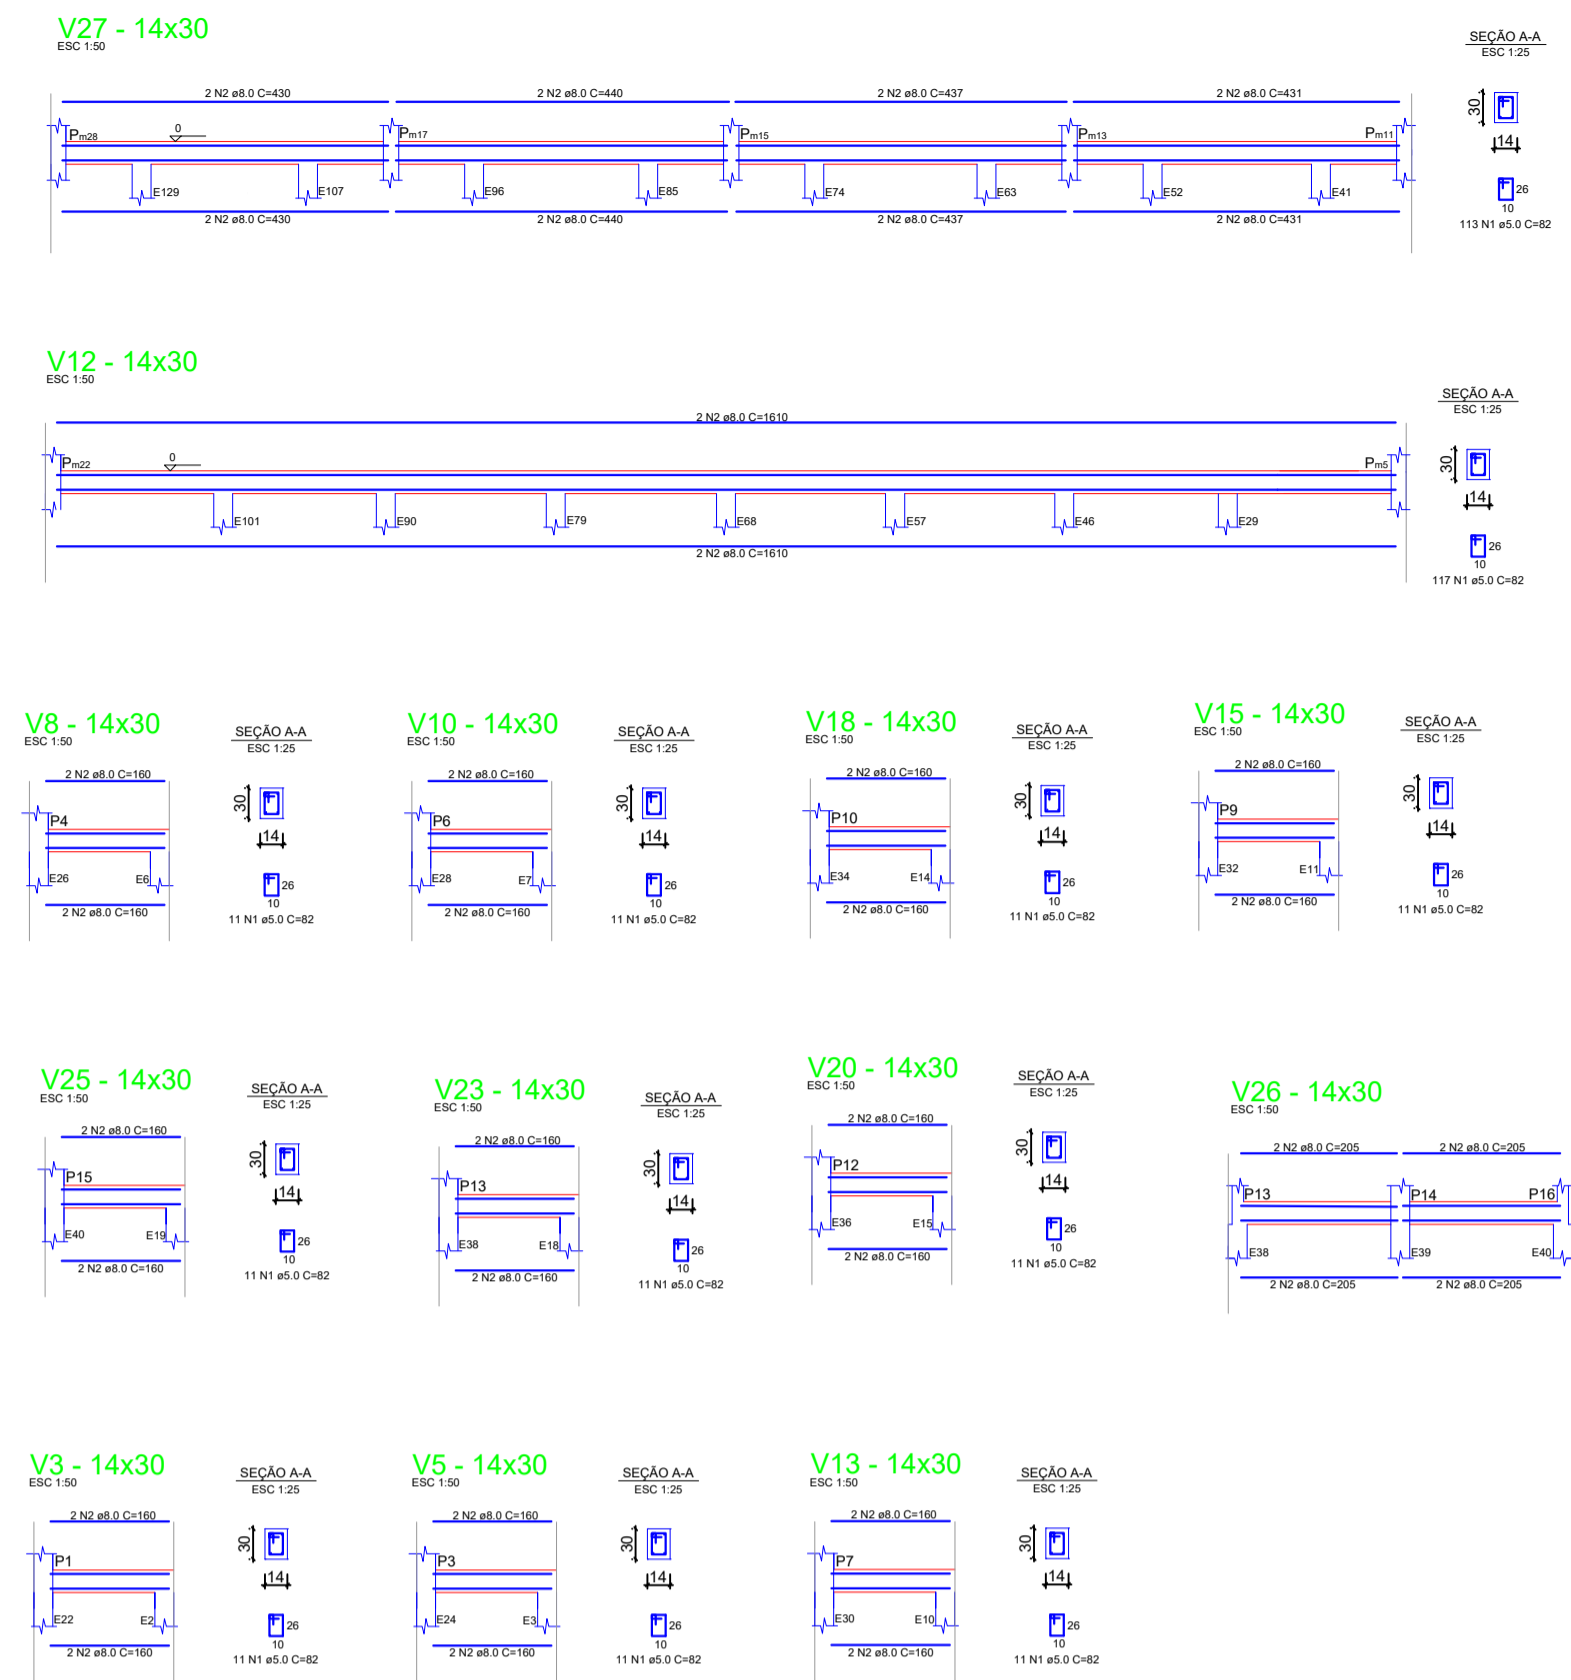 V27 - 14x30
ESC 1:50
SEÇÃO A-A
ESC 1:25
2 N2 ø8.0 C=430
2 N2 ø8.0 C=440
2 N2 ø8.0 C=437
2 N2 ø8.0 C=431
Pm28
0
Pm17
Pm15
Pm13
Pm11
30
14
E129
E107
E96
E85
E74
E63
E52
E41
26
10
2 N2 ø8.0 C=430
2 N2 ø8.0 C=440
2 N2 ø8.0 C=437
2 N2 ø8.0 C=431
113 N1 ø5.0 C=82
V12 - 14x30
ESC 1:50
SEÇÃO A-A
ESC 1:25
2 N2 ø8.0 C=1610
Pm22
0
Pm5
30
14
E101
E90
E79
E68
E57
E46
E29
2 N2 ø8.0 C=1610
26
10
117 N1 ø5.0 C=82
V8 - 14x30
ESC 1:50
SEÇÃO A-A
ESC 1:25
2 N2 ø8.0 C=160
P4
30
14
E26
E6
2 N2 ø8.0 C=160
26
10
11 N1 ø5.0 C=82
V10 - 14x30
ESC 1:50
SEÇÃO A-A
ESC 1:25
2 N2 ø8.0 C=160
P6
30
14
E28
E7
2 N2 ø8.0 C=160
26
10
11 N1 ø5.0 C=82
V18 - 14x30
ESC 1:50
SEÇÃO A-A
ESC 1:25
2 N2 ø8.0 C=160
P10
30
14
E34
E14
2 N2 ø8.0 C=160
26
10
11 N1 ø5.0 C=82
V15 - 14x30
ESC 1:50
SEÇÃO A-A
ESC 1:25
2 N2 ø8.0 C=160
P9
30
14
E32
E11
2 N2 ø8.0 C=160
26
10
11 N1 ø5.0 C=82
V25 - 14x30
ESC 1:50
SEÇÃO A-A
ESC 1:25
2 N2 ø8.0 C=160
P15
30
14
E40
E19
2 N2 ø8.0 C=160
26
10
11 N1 ø5.0 C=82
V23 - 14x30
ESC 1:50
SEÇÃO A-A
ESC 1:25
2 N2 ø8.0 C=160
P13
30
14
E38
E18
2 N2 ø8.0 C=160
26
10
11 N1 ø5.0 C=82
V20 - 14x30
ESC 1:50
SEÇÃO A-A
ESC 1:25
2 N2 ø8.0 C=160
P12
30
14
E36
E15
2 N2 ø8.0 C=160
26
10
11 N1 ø5.0 C=82
V26 - 14x30
ESC 1:50
2 N2 ø8.0 C=205
2 N2 ø8.0 C=205
P13
P14
P16
E38
E39
E40
2 N2 ø8.0 C=205
2 N2 ø8.0 C=205
V3 - 14x30
ESC 1:50
SEÇÃO A-A
ESC 1:25
2 N2 ø8.0 C=160
P1
30
14
E22
E2
2 N2 ø8.0 C=160
26
10
11 N1 ø5.0 C=82
V5 - 14x30
ESC 1:50
SEÇÃO A-A
ESC 1:25
2 N2 ø8.0 C=160
P3
30
14
E24
E3
2 N2 ø8.0 C=160
26
10
11 N1 ø5.0 C=82
V13 - 14x30
ESC 1:50
SEÇÃO A-A
ESC 1:25
2 N2 ø8.0 C=160
P7
30
14
E30
E10
2 N2 ø8.0 C=160
26
10
11 N1 ø5.0 C=82